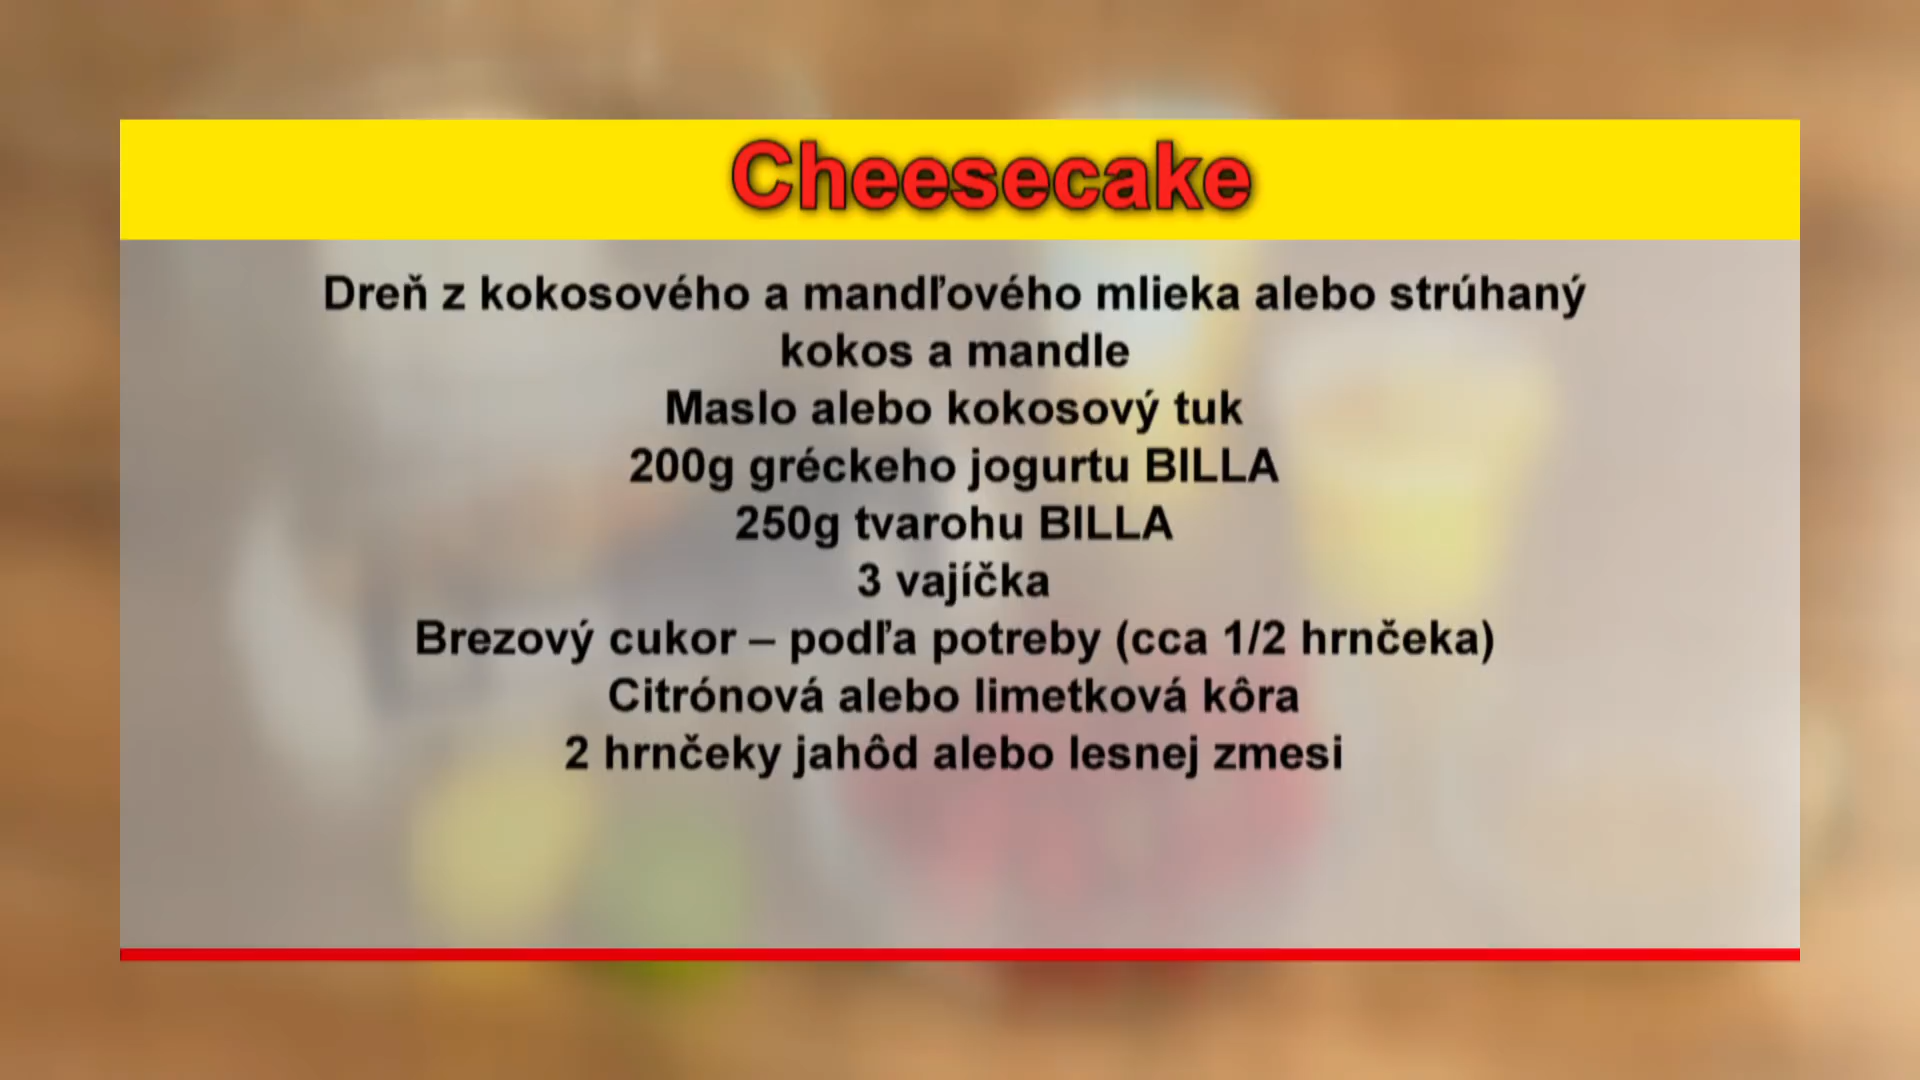 Cheesecake
Dreň z kokosového a mandľového mlieka alebo strúhaný
kokos a mandle
Maslo alebo kokosový tuk
200g gréckeho jogurtu BILLA
250g tvarohu BILLA
3 vajíčka
Brezový cukor – podľa potreby (cca 1/2 hrnčeka)
Citrónová alebo limetková kôra
2 hrnčeky jahôd alebo lesnej zmesi